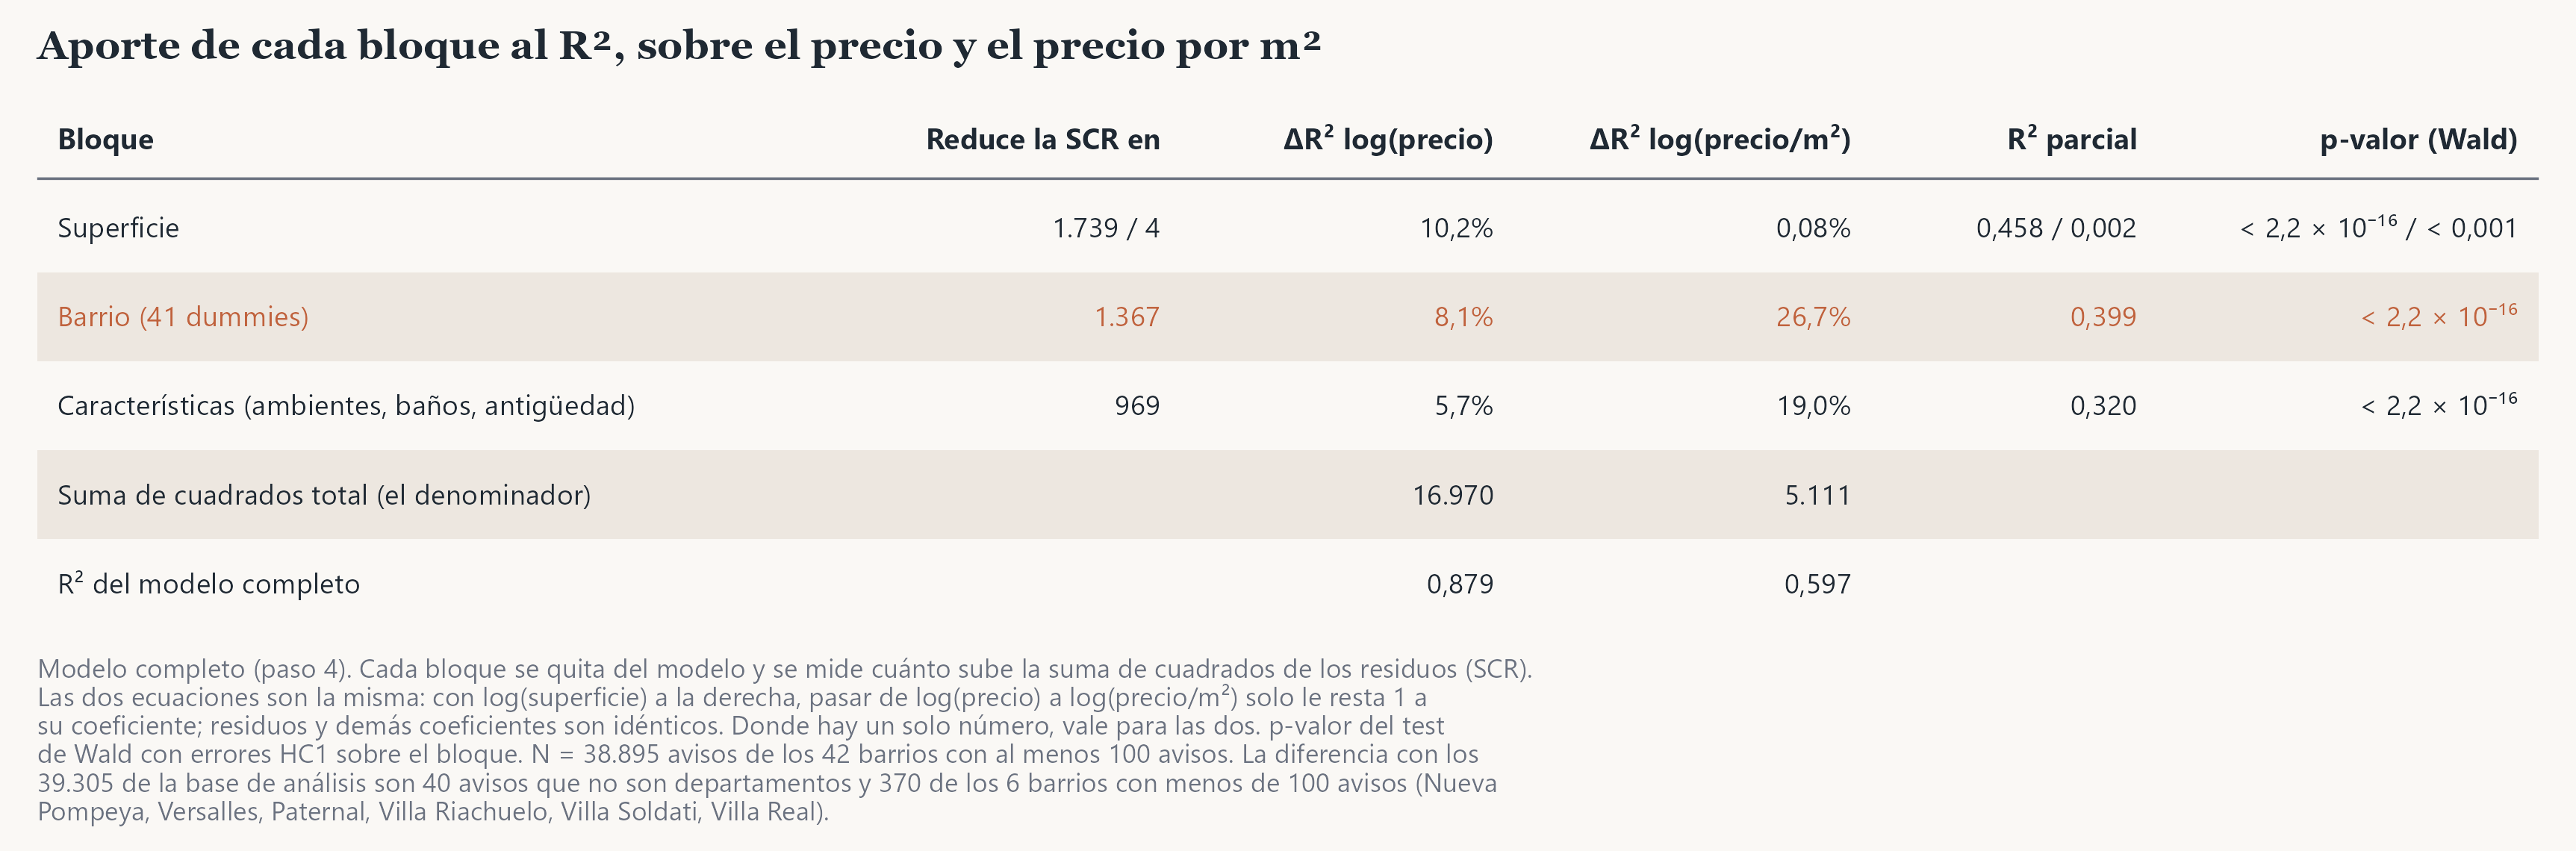 Aporte de cada bloque al R², sobre el precio y el precio por m²
Bloque Reduce la SCR en ΔR² log(precio) ΔR² log(precio/m²) R² parcial p-valor (Wald)
Superficie 1.739 / 4 10,2% 0,08% 0,458 / 0,002 < 2,2 × 10⁻¹⁶ / < 0,001
Barrio (41 dummies) 1.367 8,1% 26,7% 0,399 < 2,2 × 10⁻¹⁶
Características (ambientes, baños, antigüedad) 969 5,7% 19,0% 0,320 < 2,2 × 10⁻¹⁶
Suma de cuadrados total (el denominador) 16.970 5.111
R² del modelo completo 0,879 0,597
Modelo completo (paso 4). Cada bloque se quita del modelo y se mide cuánto sube la suma de cuadrados de los residuos (SCR).
Las dos ecuaciones son la misma: con log(superficie) a la derecha, pasar de log(precio) a log(precio/m²) solo le resta 1 a
su coeficiente; residuos y demás coeficientes son idénticos. Donde hay un solo número, vale para las dos. p-valor del test
de Wald con errores HC1 sobre el bloque. N = 38.895 avisos de los 42 barrios con al menos 100 avisos. La diferencia con los
39.305 de la base de análisis son 40 avisos que no son departamentos y 370 de los 6 barrios con menos de 100 avisos (Nueva
Pompeya, Versalles, Paternal, Villa Riachuelo, Villa Soldati, Villa Real).